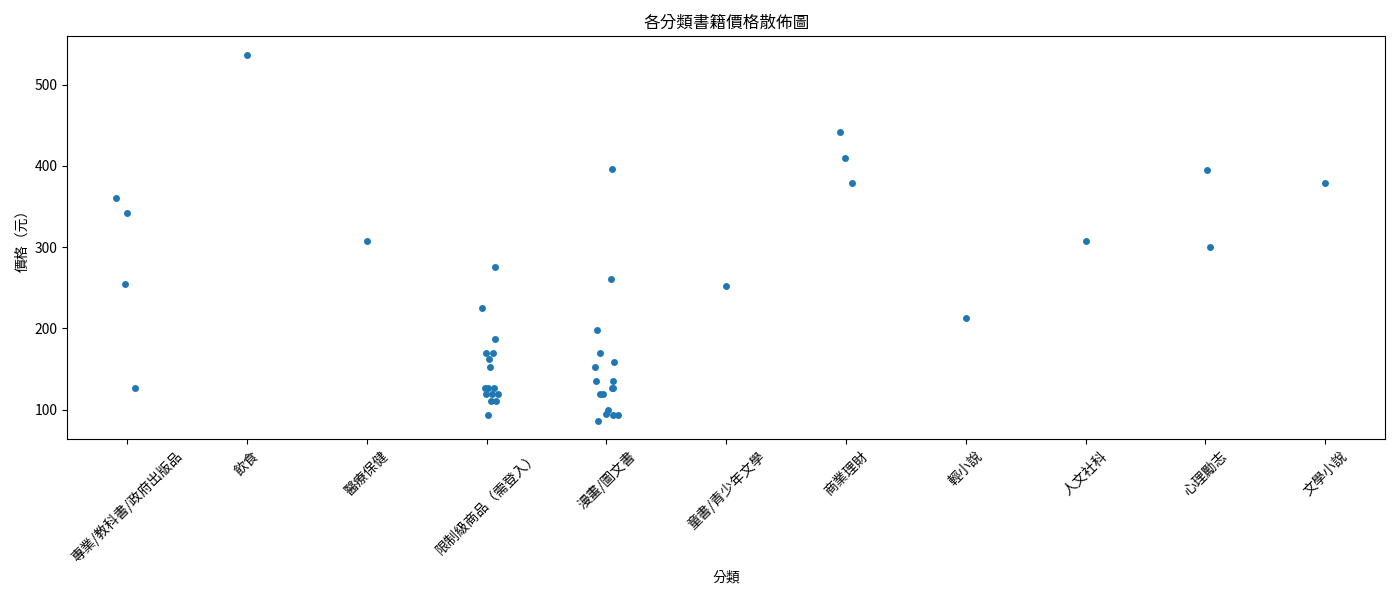 各分類書籍價格散佈圖
價格（元）
500
400
300
200
100
專業/教科書/政府出版品
飲食
醫療保健
限制級商品（需登入）
漫畫/圖文書
童書/青少年文學
商業理財
輕小說
人文社科
心理勵志
文學小說
分類